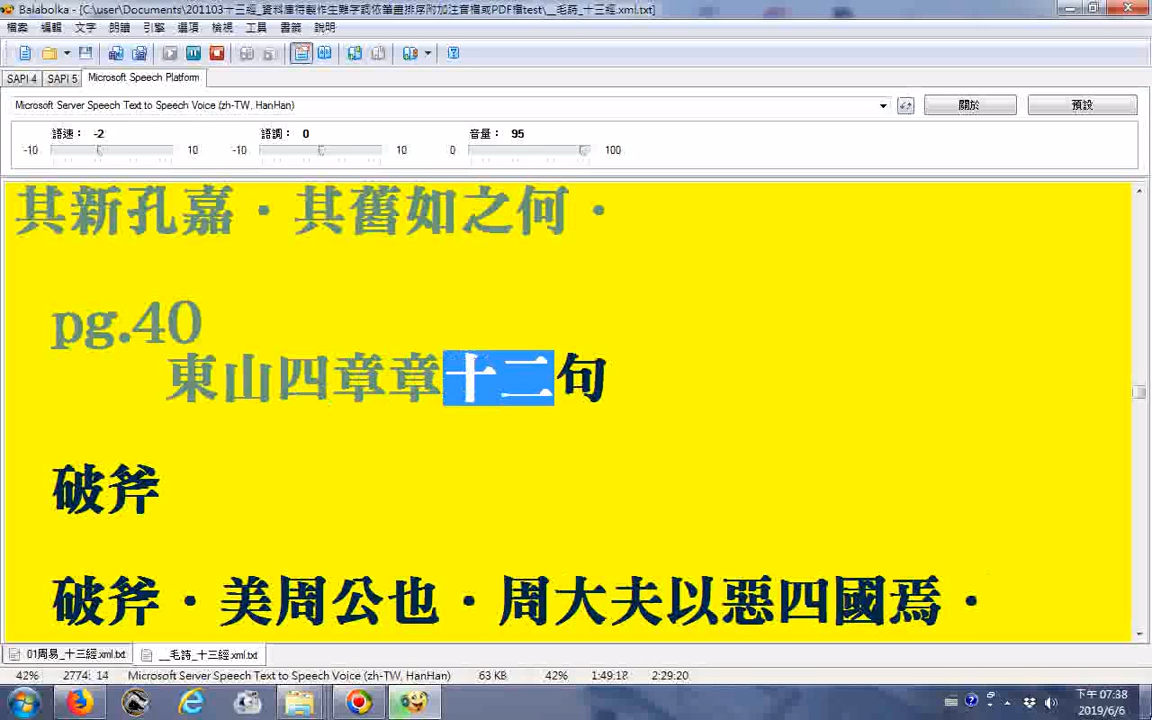 Balabolka - [C:\user\Documents\201103十三經_資料庫待製作生難字詞依筆畫排序附加注音檔或PDF檔test\__毛詩_十三經.xml.txt]
檔案 編輯 文字 朗讀 引擎 選項 檢視 工具 書籤 說明
SAPI 4 SAPI 5 Microsoft Speech Platform
Microsoft Server Speech Text to Speech Voice (zh-TW, HanHan) 關於 預設
語速： -2 語調： 0 音量： 95
-10 10 -10 10 0 100
其新孔嘉．其舊如之何．
pg.40
東山四章章十二句
破斧
破斧．美周公也．周大夫以惡四國焉．
01周易_十三經.xml.txt __毛詩_十三經.xml.txt
42% 2774: 14 Microsoft Server Speech Text to Speech Voice (zh-TW, HanHan) 63 KB 42% 1:49:18 2:29:20
下午 07:38
2019/6/6